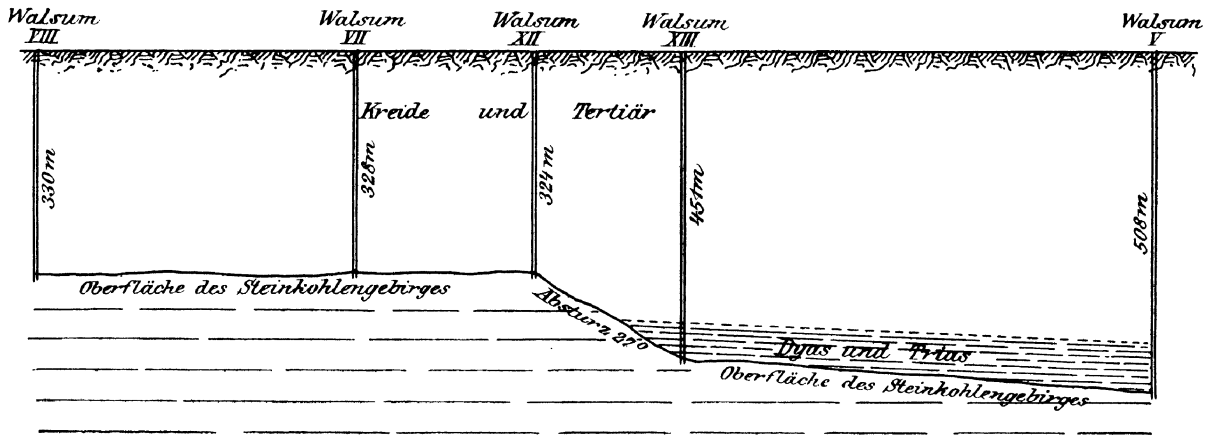 Walsum
VIII
Walsum
VII
Walsum
XII
Walsum
XIII
Walsum
V
Kreide und Tertiär
330 m
328 m
324 m
451 m
508 m
Oberfläche des Steinkohlengebirges
Absturz 27°
Dyas und Trias
Oberfläche des Steinkohlengebirges